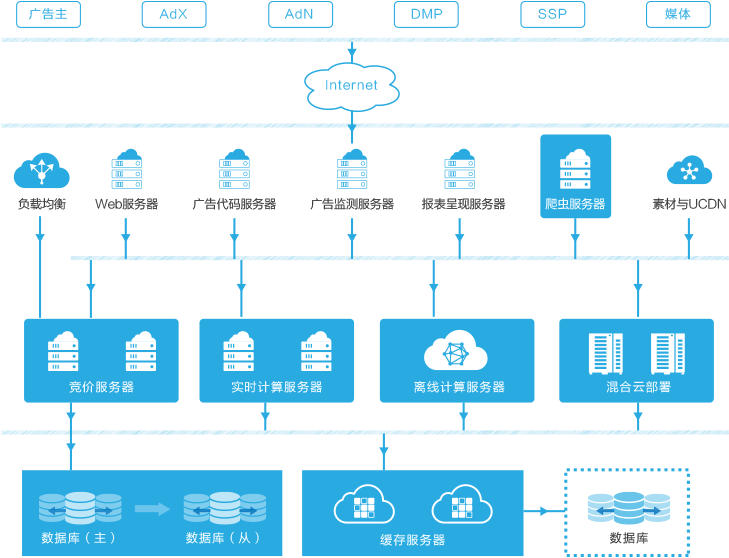 广告主
AdX
AdN
DMP
SSP
媒体
Internet
负载均衡
Web服务器
广告代码服务器
广告监测服务器
报表呈现服务器
爬虫服务器
素材与UCDN
竞价服务器
实时计算服务器
离线计算服务器
混合云部署
数据库（主）
数据库（从）
缓存服务器
数据库